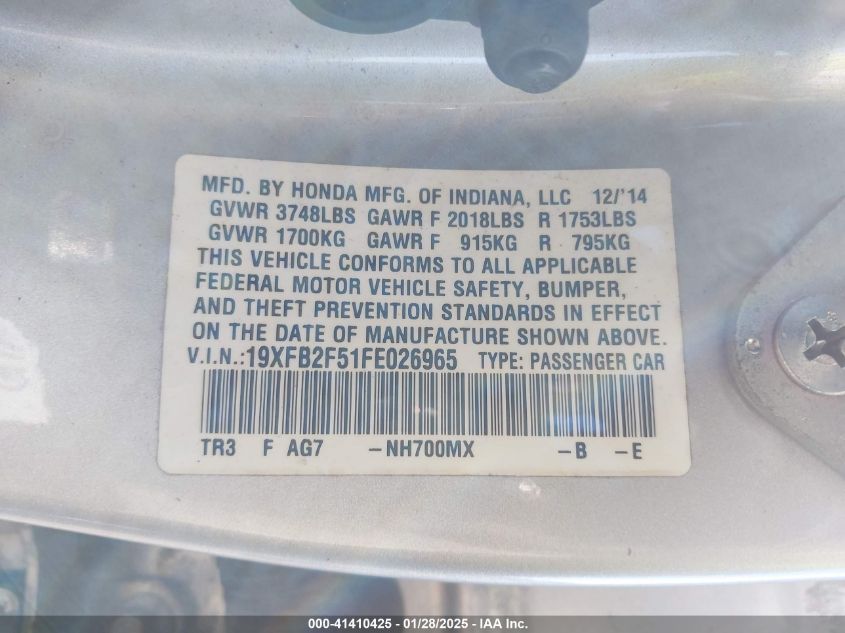 MFD. BY HONDA MFG. OF INDIANA, LLC 12/'14
GVWR 3748LBS GAWR F 2018LBS R 1753LBS
GVWR 1700KG GAWR F 915KG R 795KG
THIS VEHICLE CONFORMS TO ALL APPLICABLE
FEDERAL MOTOR VEHICLE SAFETY, BUMPER,
AND THEFT PREVENTION STANDARDS IN EFFECT
ON THE DATE OF MANUFACTURE SHOWN ABOVE.
V.I.N.:19XFB2F51FE026965 TYPE: PASSENGER CAR
TR3 F AG7 -NH700MX -B -E
000-41410425 - 01/28/2025 - IAA Inc.